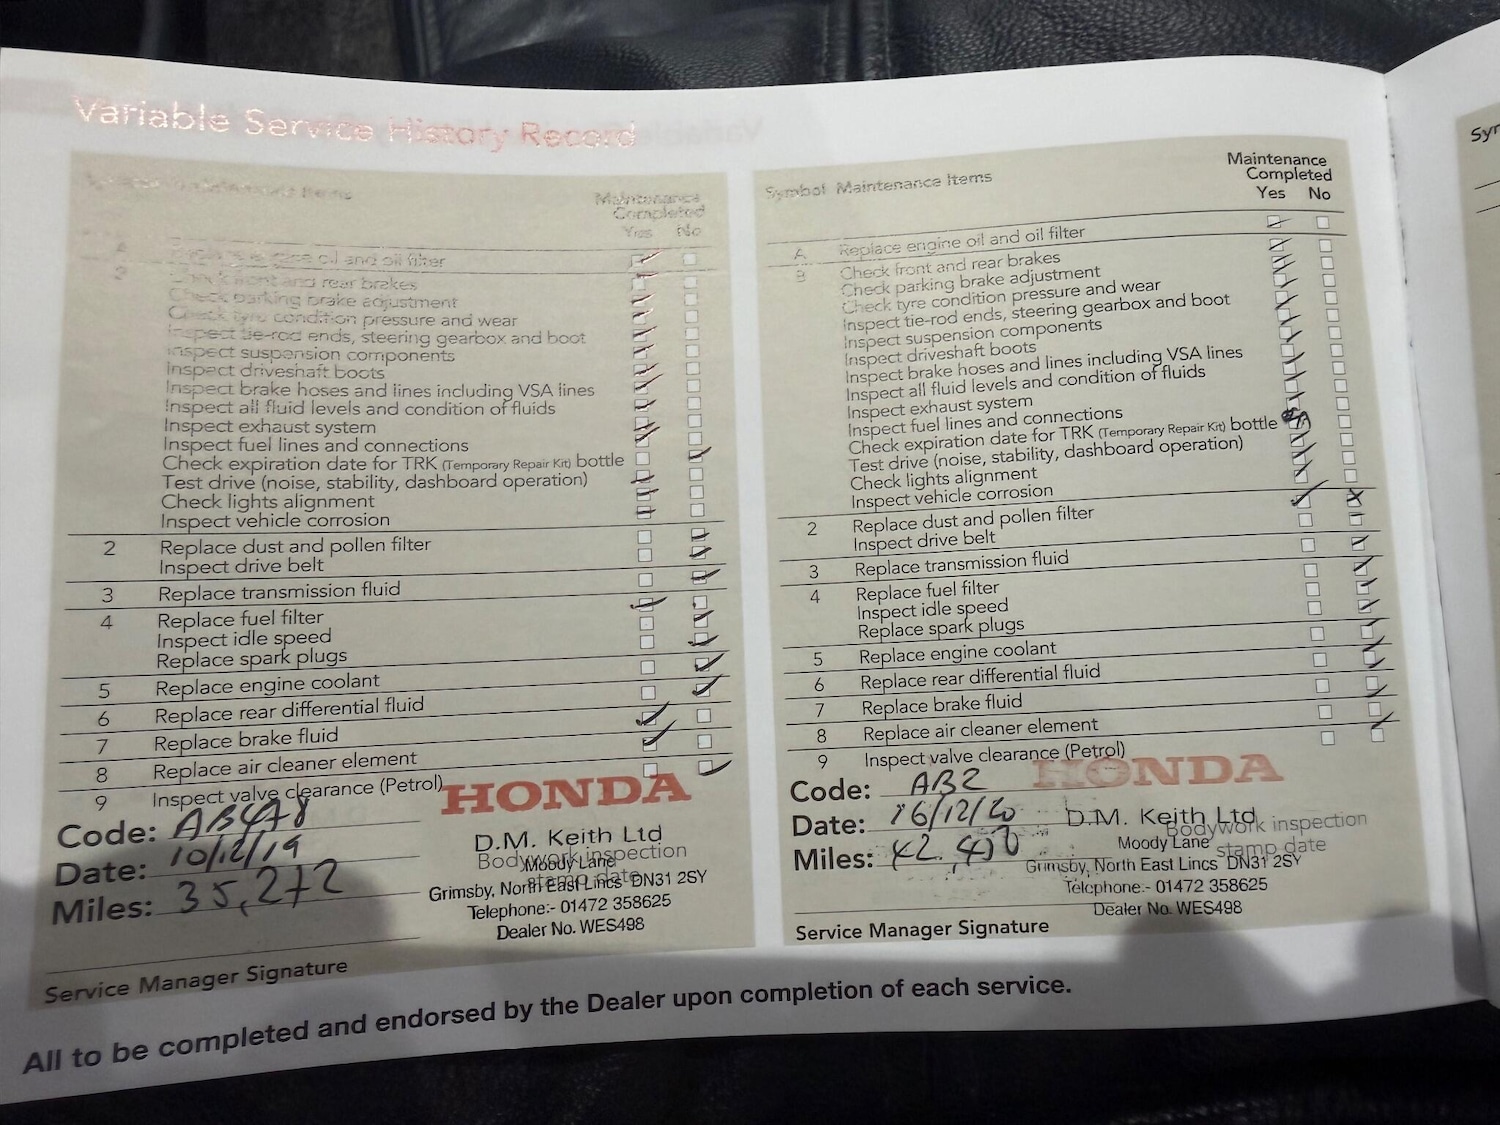 Variable Service History Record
Symbol Maintenance Items
Maintenance
Completed
Yes No
A Replace engine oil and oil filter
B Check front and rear brakes
Check parking brake adjustment
Check tyre condition pressure and wear
Inspect tie-rod ends, steering gearbox and boot
Inspect suspension components
Inspect driveshaft boots
Inspect brake hoses and lines including VSA lines
Inspect all fluid levels and condition of fluids
Inspect exhaust system
Inspect fuel lines and connections
Check expiration date for TRK (Temporary Repair Kit) bottle
Test drive (noise, stability, dashboard operation)
Check lights alignment
Inspect vehicle corrosion
2 Replace dust and pollen filter
Inspect drive belt
3 Replace transmission fluid
4 Replace fuel filter
Inspect idle speed
Replace spark plugs
5 Replace engine coolant
6 Replace rear differential fluid
7 Replace brake fluid
8 Replace air cleaner element
9 Inspect valve clearance (Petrol)
HONDA
Code:
Date: 10/12/19
Miles: 35,272
D.M. Keith Ltd
Bodywork inspection
stamp date
Moody Lane
Grimsby, North East Lincs DN31 2SY
Telephone:- 01472 358625
Dealer No. WES498
Service Manager Signature
Symbol Maintenance Items
Maintenance
Completed
Yes No
A Replace engine oil and oil filter
B Check front and rear brakes
Check parking brake adjustment
Check tyre condition pressure and wear
Inspect tie-rod ends, steering gearbox and boot
Inspect suspension components
Inspect driveshaft boots
Inspect brake hoses and lines including VSA lines
Inspect all fluid levels and condition of fluids
Inspect exhaust system
Inspect fuel lines and connections
Check expiration date for TRK (Temporary Repair Kit) bottle
Test drive (noise, stability, dashboard operation)
Check lights alignment
Inspect vehicle corrosion
2 Replace dust and pollen filter
Inspect drive belt
3 Replace transmission fluid
4 Replace fuel filter
Inspect idle speed
Replace spark plugs
5 Replace engine coolant
6 Replace rear differential fluid
7 Replace brake fluid
8 Replace air cleaner element
9 Inspect valve clearance (Petrol)
HONDA
Code: AB2
Date: 16/12/20
Miles:
D.M. Keith Ltd
Bodywork inspection
stamp date
Moody Lane
Grimsby, North East Lincs DN31 2SY
Telephone:- 01472 358625
Dealer No. WES498
Service Manager Signature
All to be completed and endorsed by the Dealer upon completion of each service.